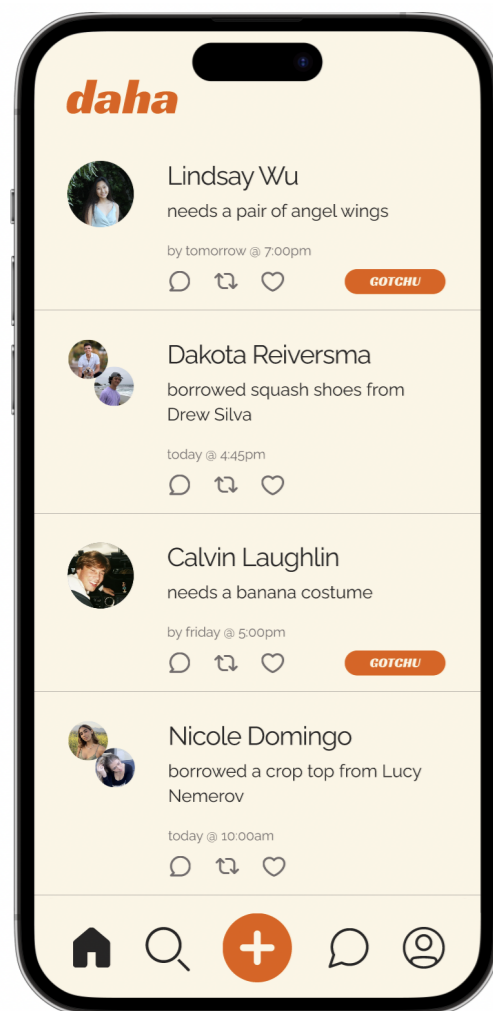 daha
Lindsay Wu
needs a pair of angel wings
by tomorrow @ 7:00pm
GOTCHU
Dakota Reiversma
borrowed squash shoes from
Drew Silva
today @ 4:45pm
Calvin Laughlin
needs a banana costume
by friday @ 5:00pm
GOTCHU
Nicole Domingo
borrowed a crop top from Lucy
Nemerov
today @ 10:00am